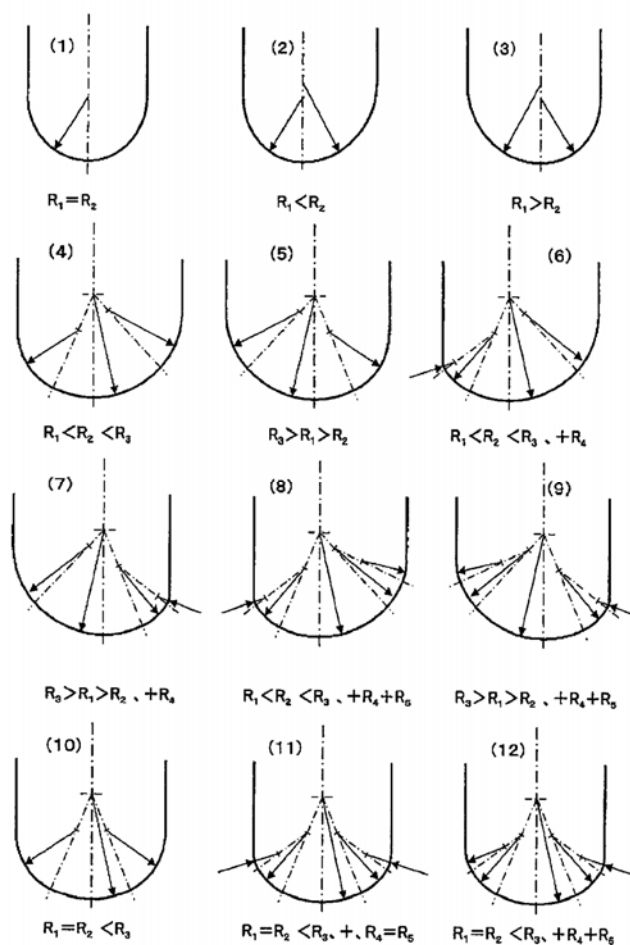 (1)
(2)
(3)
R₁=R₂
R₁<R₂
R₁>R₂
(4)
(5)
(6)
R₁<R₂<R₃
R₃>R₁>R₂
R₁<R₂<R₃、+R₄
(7)
(8)
(9)
R₃>R₁>R₂、+R₄
R₁<R₂<R₃、+R₄+R₅
R₃>R₁>R₂、+R₄+R₅
(10)
(11)
(12)
R₁=R₂<R₃
R₁=R₂<R₃、+、R₄=R₅
R₁=R₂<R₃、+R₄+R₅